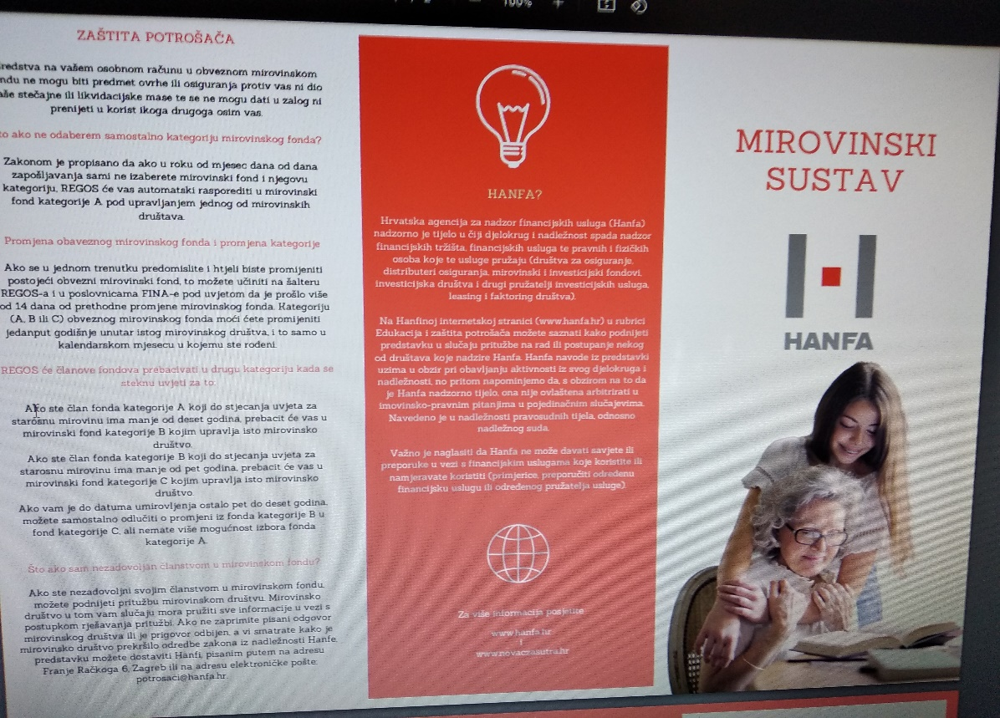 100%
ZAŠTITA POTROŠAČA
redstva na vašem osobnom računu u obveznom mirovinskom
ndu ne mogu biti predmet ovrhe ili osiguranja protiv vas ni dio
aše stečajne ili likvidacijske mase te se ne mogu dati u zalog ni
prenijeti u korist ikoga drugoga osim vas.
to ako ne odaberem samostalno kategoriju mirovinskog fonda?
Zakonom je propisano da ako u roku od mjesec dana od dana
zapošljavanja sami ne izaberete mirovinski fond i njegovu
kategoriju, REGOS će vas automatski rasporediti u mirovinski
fond kategorije A pod upravljanjem jednog od mirovinskih
društava.
Promjena obaveznog mirovinskog fonda i promjena kategorije
Ako se u jednom trenutku predomislite i htjeli biste promijeniti
postojeći obvezni mirovinski fond, to možete učiniti na šalteru
REGOS-a i u poslovnicama FINA-e pod uvjetom da je prošlo više
od 14 dana od prethodne promjene mirovinskog fonda. Kategoriju
(A, B ili C) obveznog mirovinskog fonda moći ćete promijeniti
jedanput godišnje unutar istog mirovinskog društva, i to samo u
kalendarskom mjesecu u kojemu ste rođeni.
REGOS će članove fondova prebacivati u drugu kategoriju kada se
steknu uvjeti za to:
Ako ste član fonda kategorije A koji do stjecanja uvjeta za
starosnu mirovinu ima manje od deset godina, prebacit će vas u
mirovinski fond kategorije B kojim upravlja isto mirovinsko
društvo.
Ako ste član fonda kategorije B koji do stjecanja uvjeta za
starosnu mirovinu ima manje od pet godina, prebacit će vas u
mirovinski fond kategorije C kojim upravlja isto mirovinsko
društvo.
Ako vam je do datuma umirovljenja ostalo pet do deset godina,
možete samostalno odlučiti o promjeni iz fonda kategorije B u
fond kategorije C, ali nemate više mogućnost izbora fonda
kategorije A.
Što ako sam nezadovoljan članstvom u mirovinskom fondu?
Ako ste nezadovoljni svojim članstvom u mirovinskom fondu,
možete podnijeti pritužbu mirovinskom društvu. Mirovinsko
društvo u tom vam slučaju mora pružiti sve informacije u vezi s
postupkom rješavanja pritužbi. Ako ne zaprimite pisani odgovor
mirovinskog društva ili je prigovor odbijen, a vi smatrate kako je
mirovinsko društvo prekršilo odredbe zakona iz nadležnosti Hanfe,
predstavku možete dostaviti Hanfi, pisanim putem na adresu
Franje Račkoga 6, Zagreb ili na adresu elektroničke pošte:
potrosaci@hanfa.hr.
HANFA?
Hrvatska agencija za nadzor financijskih usluga (Hanfa)
nadzorno je tijelo u čiji djelokrug i nadležnost spada nadzor
financijskih tržišta, financijskih usluga te pravnih i fizičkih
osoba koje te usluge pružaju (društva za osiguranje,
distributeri osiguranja, mirovinski i investicijski fondovi,
investicijska društva i drugi pružatelji investicijskih usluga,
leasing i faktoring društva).
Na Hanfinoj internetskoj stranici (www.hanfa.hr) u rubrici
Edukacija i zaštita potrošača možete saznati kako podnijeti
predstavku u slučaju pritužbe na rad ili postupanje nekog
od društava koje nadzire Hanfa. Hanfa navode iz predstavki
uzima u obzir pri obavljanju aktivnosti iz svog djelokruga i
nadležnosti, no pritom napominjemo da, s obzirom na to da
je Hanfa nadzorno tijelo, ona nije ovlaštena arbitrirati u
imovinsko-pravnim pitanjima u pojedinačnim slučajevima.
Navedeno je u nadležnosti pravosudnih tijela, odnosno
nadležnog suda.
Važno je naglasiti da Hanfa ne može davati savjete ili
preporuke u vezi s financijskim uslugama koje koristite ili
namjeravate koristiti (primjerice, preporučiti određenu
financijsku uslugu ili određenog pružatelja usluge).
Za više informacija posjetite
www.hanfa.hr
i
www.novaczasutra.hr
MIROVINSKI
SUSTAV
HANFA